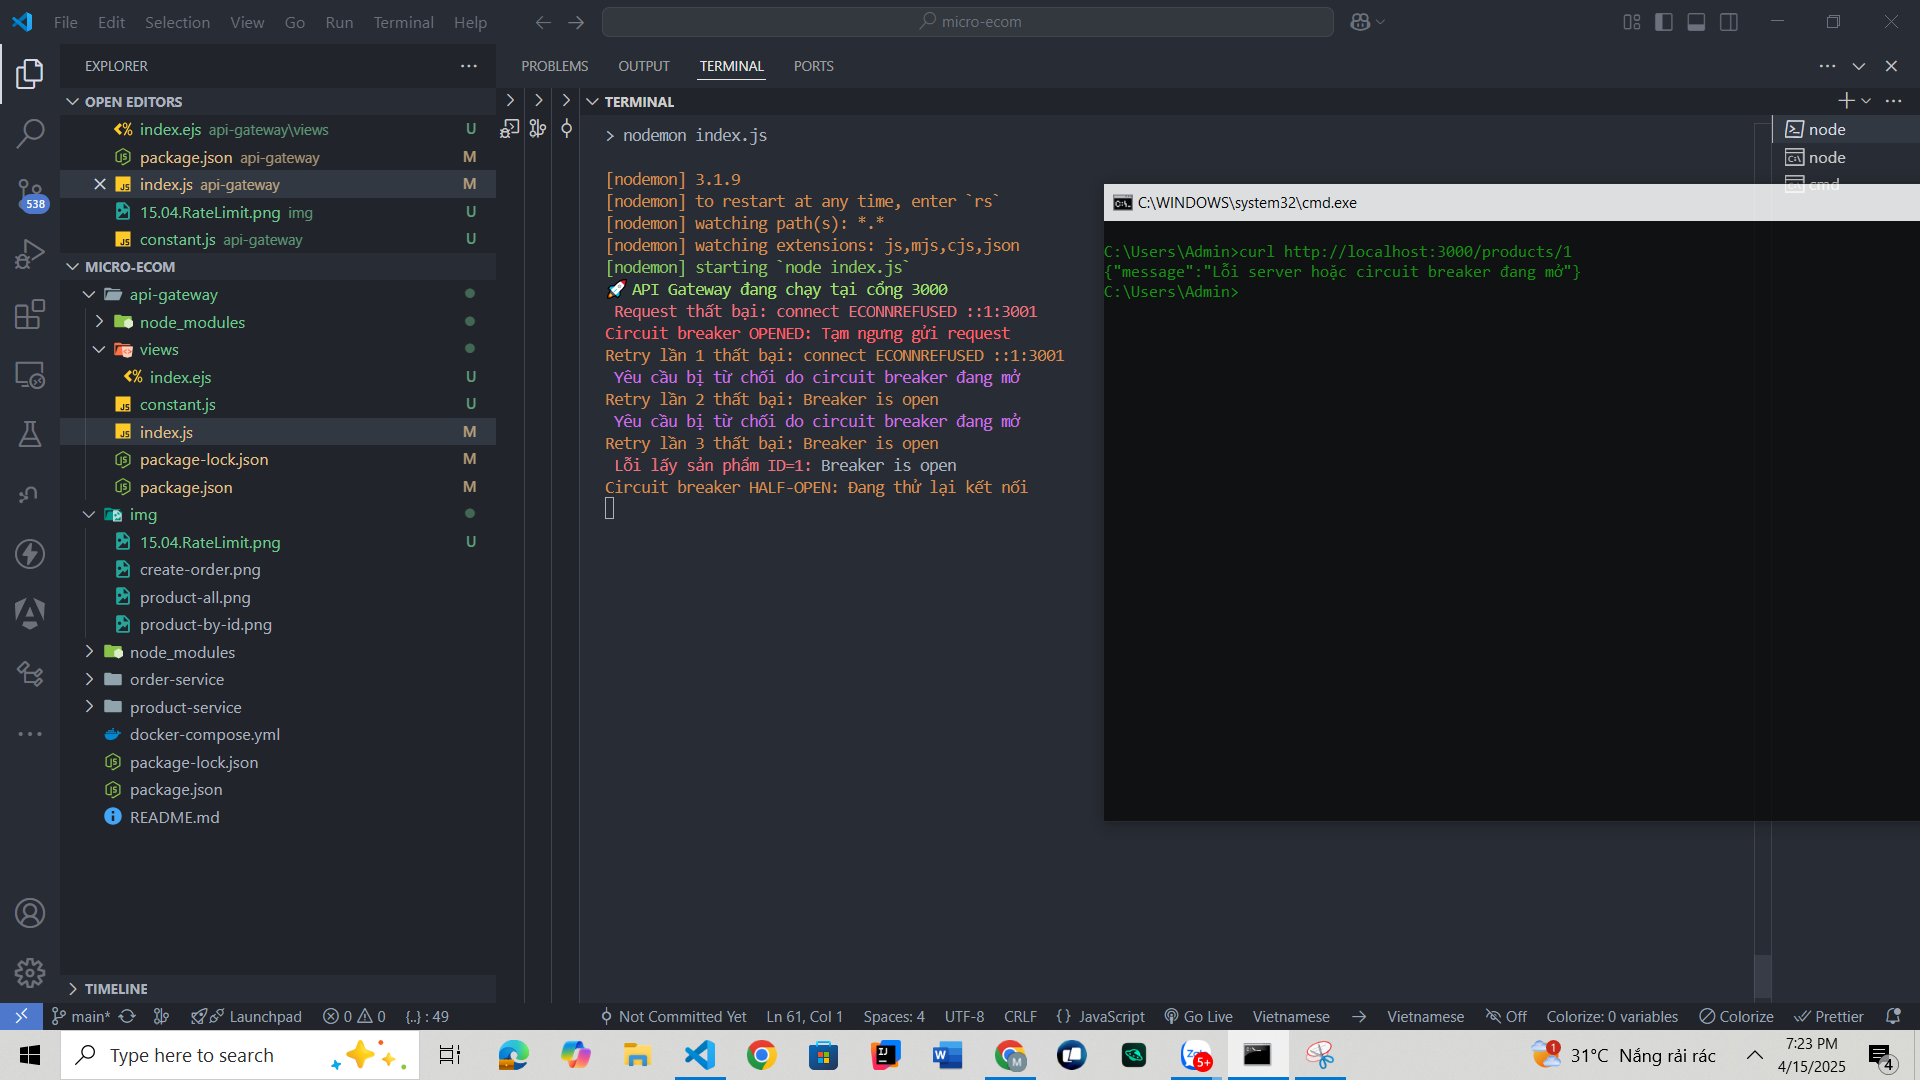 File Edit Selection View Go Run Terminal Help
micro-ecom
EXPLORER
OPEN EDITORS
index.ejs api-gateway\views U
package.json api-gateway M
index.js api-gateway M
15.04.RateLimit.png img U
constant.js api-gateway U
MICRO-ECOM
api-gateway
node_modules
views
index.ejs U
constant.js U
index.js M
package-lock.json M
package.json M
img
15.04.RateLimit.png U
create-order.png
product-all.png
product-by-id.png
node_modules
order-service
product-service
docker-compose.yml
package-lock.json
package.json
README.md
TIMELINE
538
PROBLEMS OUTPUT TERMINAL PORTS
TERMINAL
> nodemon index.js
[nodemon] 3.1.9
[nodemon] to restart at any time, enter `rs`
[nodemon] watching path(s): *.*
[nodemon] watching extensions: js,mjs,cjs,json
[nodemon] starting `node index.js`
🚀 API Gateway đang chạy tại cổng 3000
Request thất bại: connect ECONNREFUSED ::1:3001
Circuit breaker OPENED: Tạm ngưng gửi request
Retry lần 1 thất bại: connect ECONNREFUSED ::1:3001
Yêu cầu bị từ chối do circuit breaker đang mở
Retry lần 2 thất bại: Breaker is open
Yêu cầu bị từ chối do circuit breaker đang mở
Retry lần 3 thất bại: Breaker is open
Lỗi lấy sản phẩm ID=1: Breaker is open
Circuit breaker HALF-OPEN: Đang thử lại kết nối
node
node
cmd
C:\WINDOWS\system32\cmd.exe
C:\Users\Admin>curl http://localhost:3000/products/1
{"message":"Lỗi server hoặc circuit breaker đang mở"}
C:\Users\Admin>
main* Launchpad 0 0 {..} : 49 Not Committed Yet Ln 61, Col 1 Spaces: 4 UTF-8 CRLF {} JavaScript Go Live Vietnamese → Vietnamese Off Colorize: 0 variables Colorize Prettier
Type here to search
5+
1
31°C Nắng rải rác
7:23 PM
4/15/2025
4